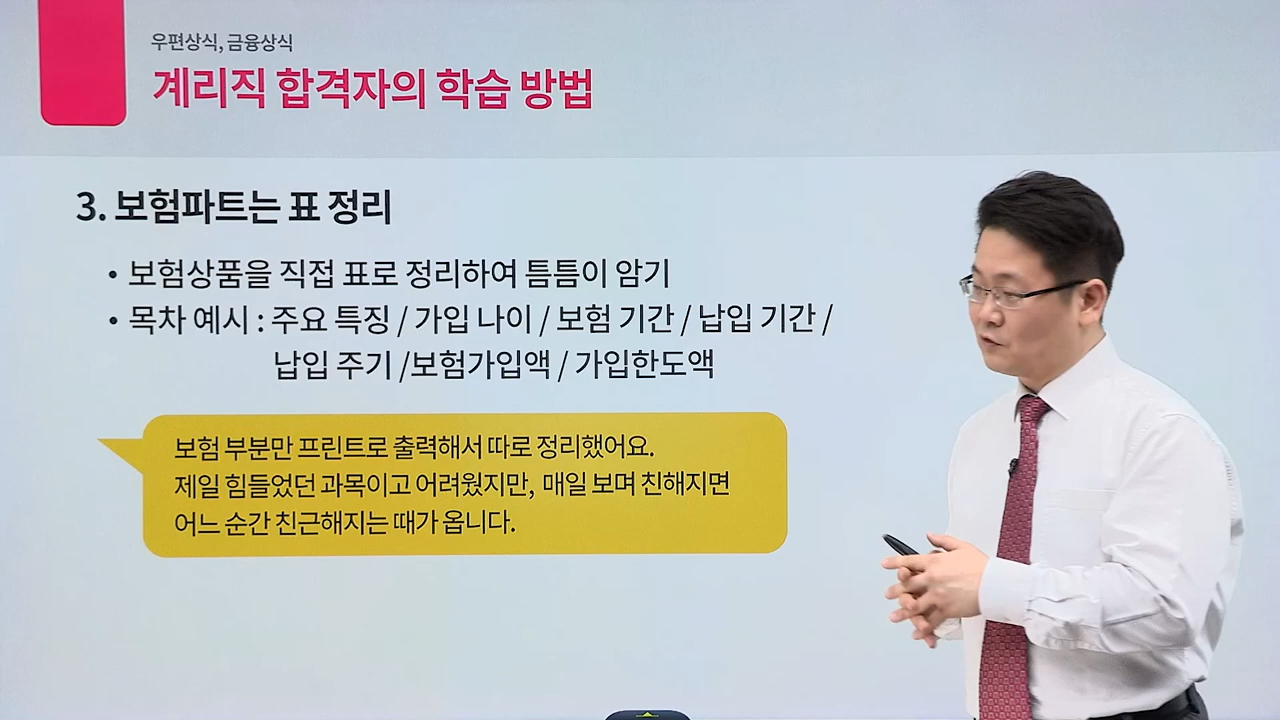 우편상식, 금융상식
계리직 합격자의 학습 방법
3. 보험파트는 표 정리
• 보험상품을 직접 표로 정리하여 틈틈이 암기
• 목차 예시 : 주요 특징 / 가입 나이 / 보험 기간 / 납입 기간 /
납입 주기 /보험가입액 / 가입한도액
보험 부분만 프린트로 출력해서 따로 정리했어요.
제일 힘들었던 과목이고 어려웠지만, 매일 보며 친해지면
어느 순간 친근해지는 때가 옵니다.